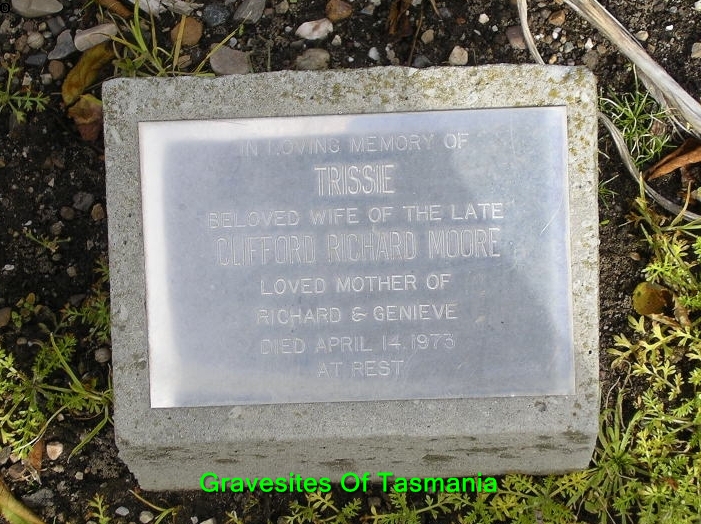 IN LOVING MEMORY OF
TRISSIE
BELOVED WIFE OF THE LATE
CLIFFORD RICHARD MOORE
LOVED MOTHER OF
RICHARD & GENIEVE
DIED APRIL 14. 1973
AT REST
Gravesites Of Tasmania